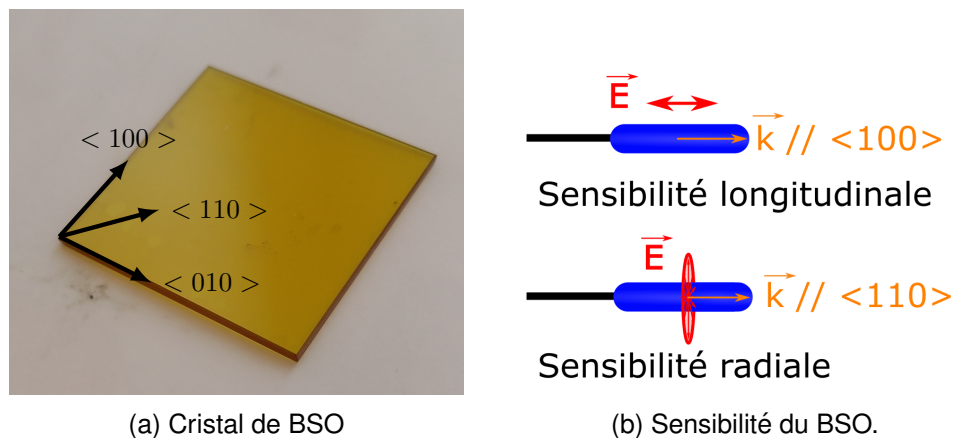 < 100 >
< 110 >
< 010 >
(a) Cristal de BSO
E
k // <100>
Sensibilité longitudinale
E
k // <110>
Sensibilité radiale
(b) Sensibilité du BSO.